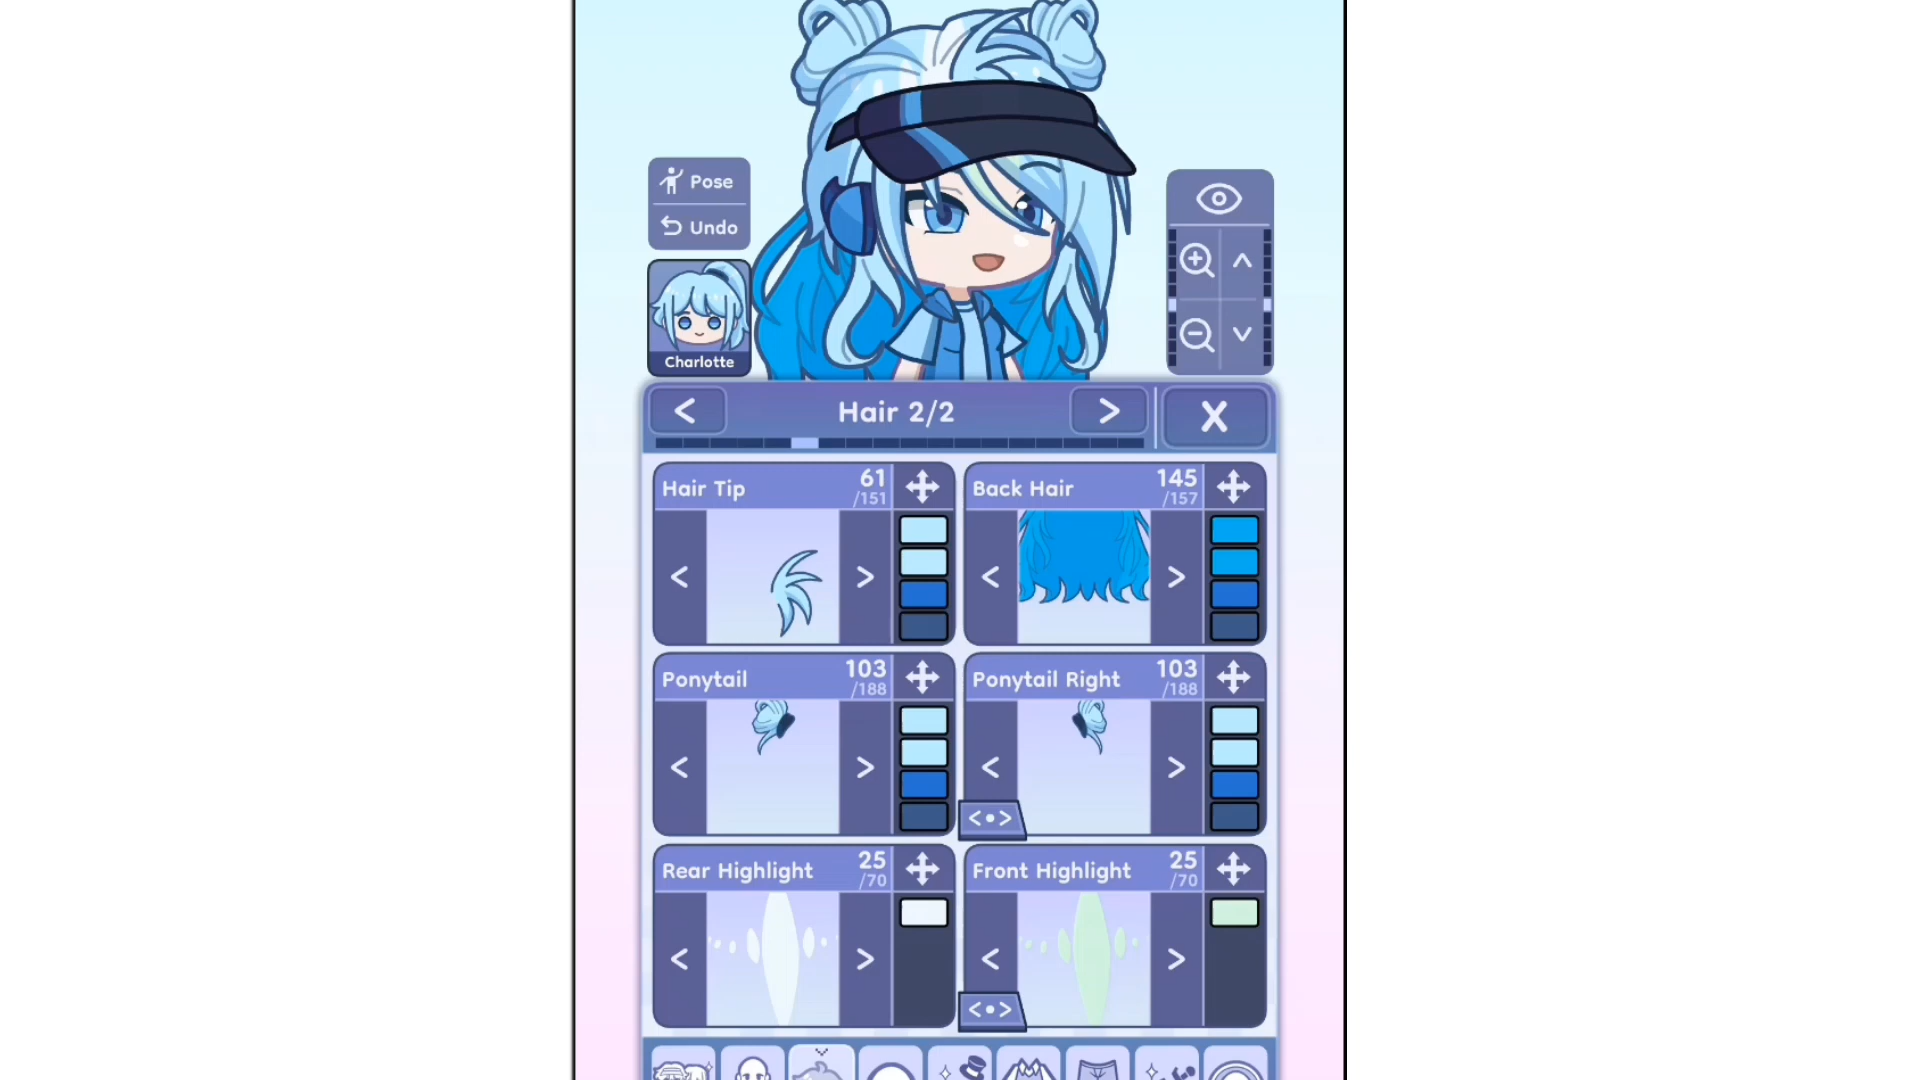 Pose
Undo
Charlotte
< Hair 2/2 > X
Hair Tip 61 /151
Back Hair 145 /157
< >
< >
Ponytail 103 /188
Ponytail Right 103 /188
< >
< >
<•>
Rear Highlight 25 /70
Front Highlight 25 /70
< >
< >
<•>